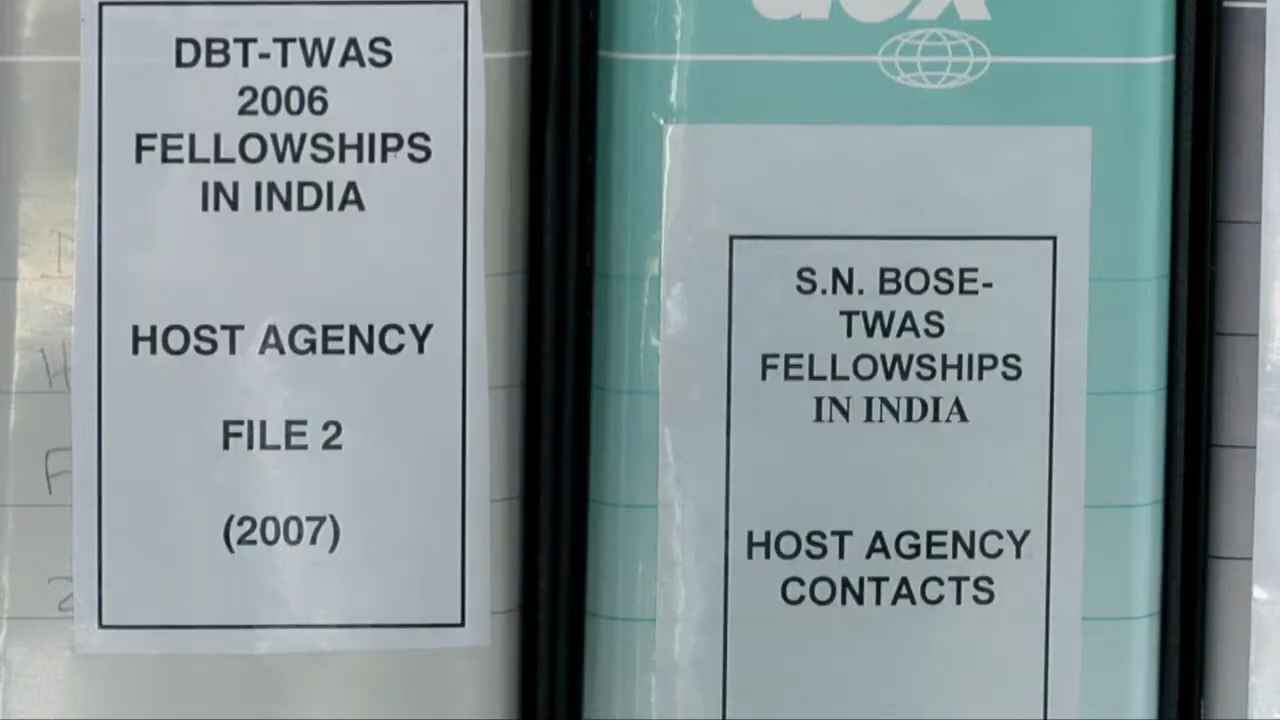 DBT-TWAS
2006
FELLOWSHIPS
IN INDIA
HOST AGENCY
FILE 2
(2007)
S.N. BOSE-
TWAS
FELLOWSHIPS
IN INDIA
HOST AGENCY
CONTACTS